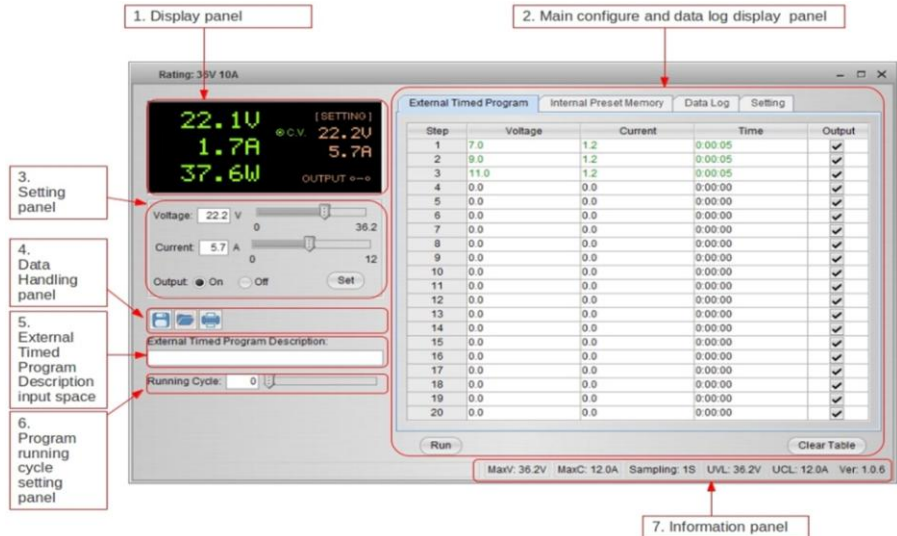 1. Display panel
2. Main configure and data log display panel
Rating: 36V 10A
22.1V
1.7A
37.6W
[SETTING]
C.V. 22.2V
5.7A
OUTPUT
3.
Setting
panel
Voltage: 22.2 V
0 36.2
Current: 5.7 A
0 12
Output: On Off Set
4.
Data
Handling
panel
5.
External
Timed
Program
Description
input space
External Timed Program Description:
6.
Program
running
cycle
setting
panel
Running Cycle: 0
External Timed Program Internal Preset Memory Data Log Setting
Step Voltage Current Time Output
1 7.0 1.2 0:00:05
2 9.0 1.2 0:00:05
3 11.0 1.2 0:00:05
4 0.0 0.0 0:00:00
5 0.0 0.0 0:00:00
6 0.0 0.0 0:00:00
7 0.0 0.0 0:00:00
8 0.0 0.0 0:00:00
9 0.0 0.0 0:00:00
10 0.0 0.0 0:00:00
11 0.0 0.0 0:00:00
12 0.0 0.0 0:00:00
13 0.0 0.0 0:00:00
14 0.0 0.0 0:00:00
15 0.0 0.0 0:00:00
16 0.0 0.0 0:00:00
17 0.0 0.0 0:00:00
18 0.0 0.0 0:00:00
19 0.0 0.0 0:00:00
20 0.0 0.0 0:00:00
Run Clear Table
MaxV: 36.2V MaxC: 12.0A Sampling: 1S UVL: 36.2V UCL: 12.0A Ver: 1.0.6
7. Information panel